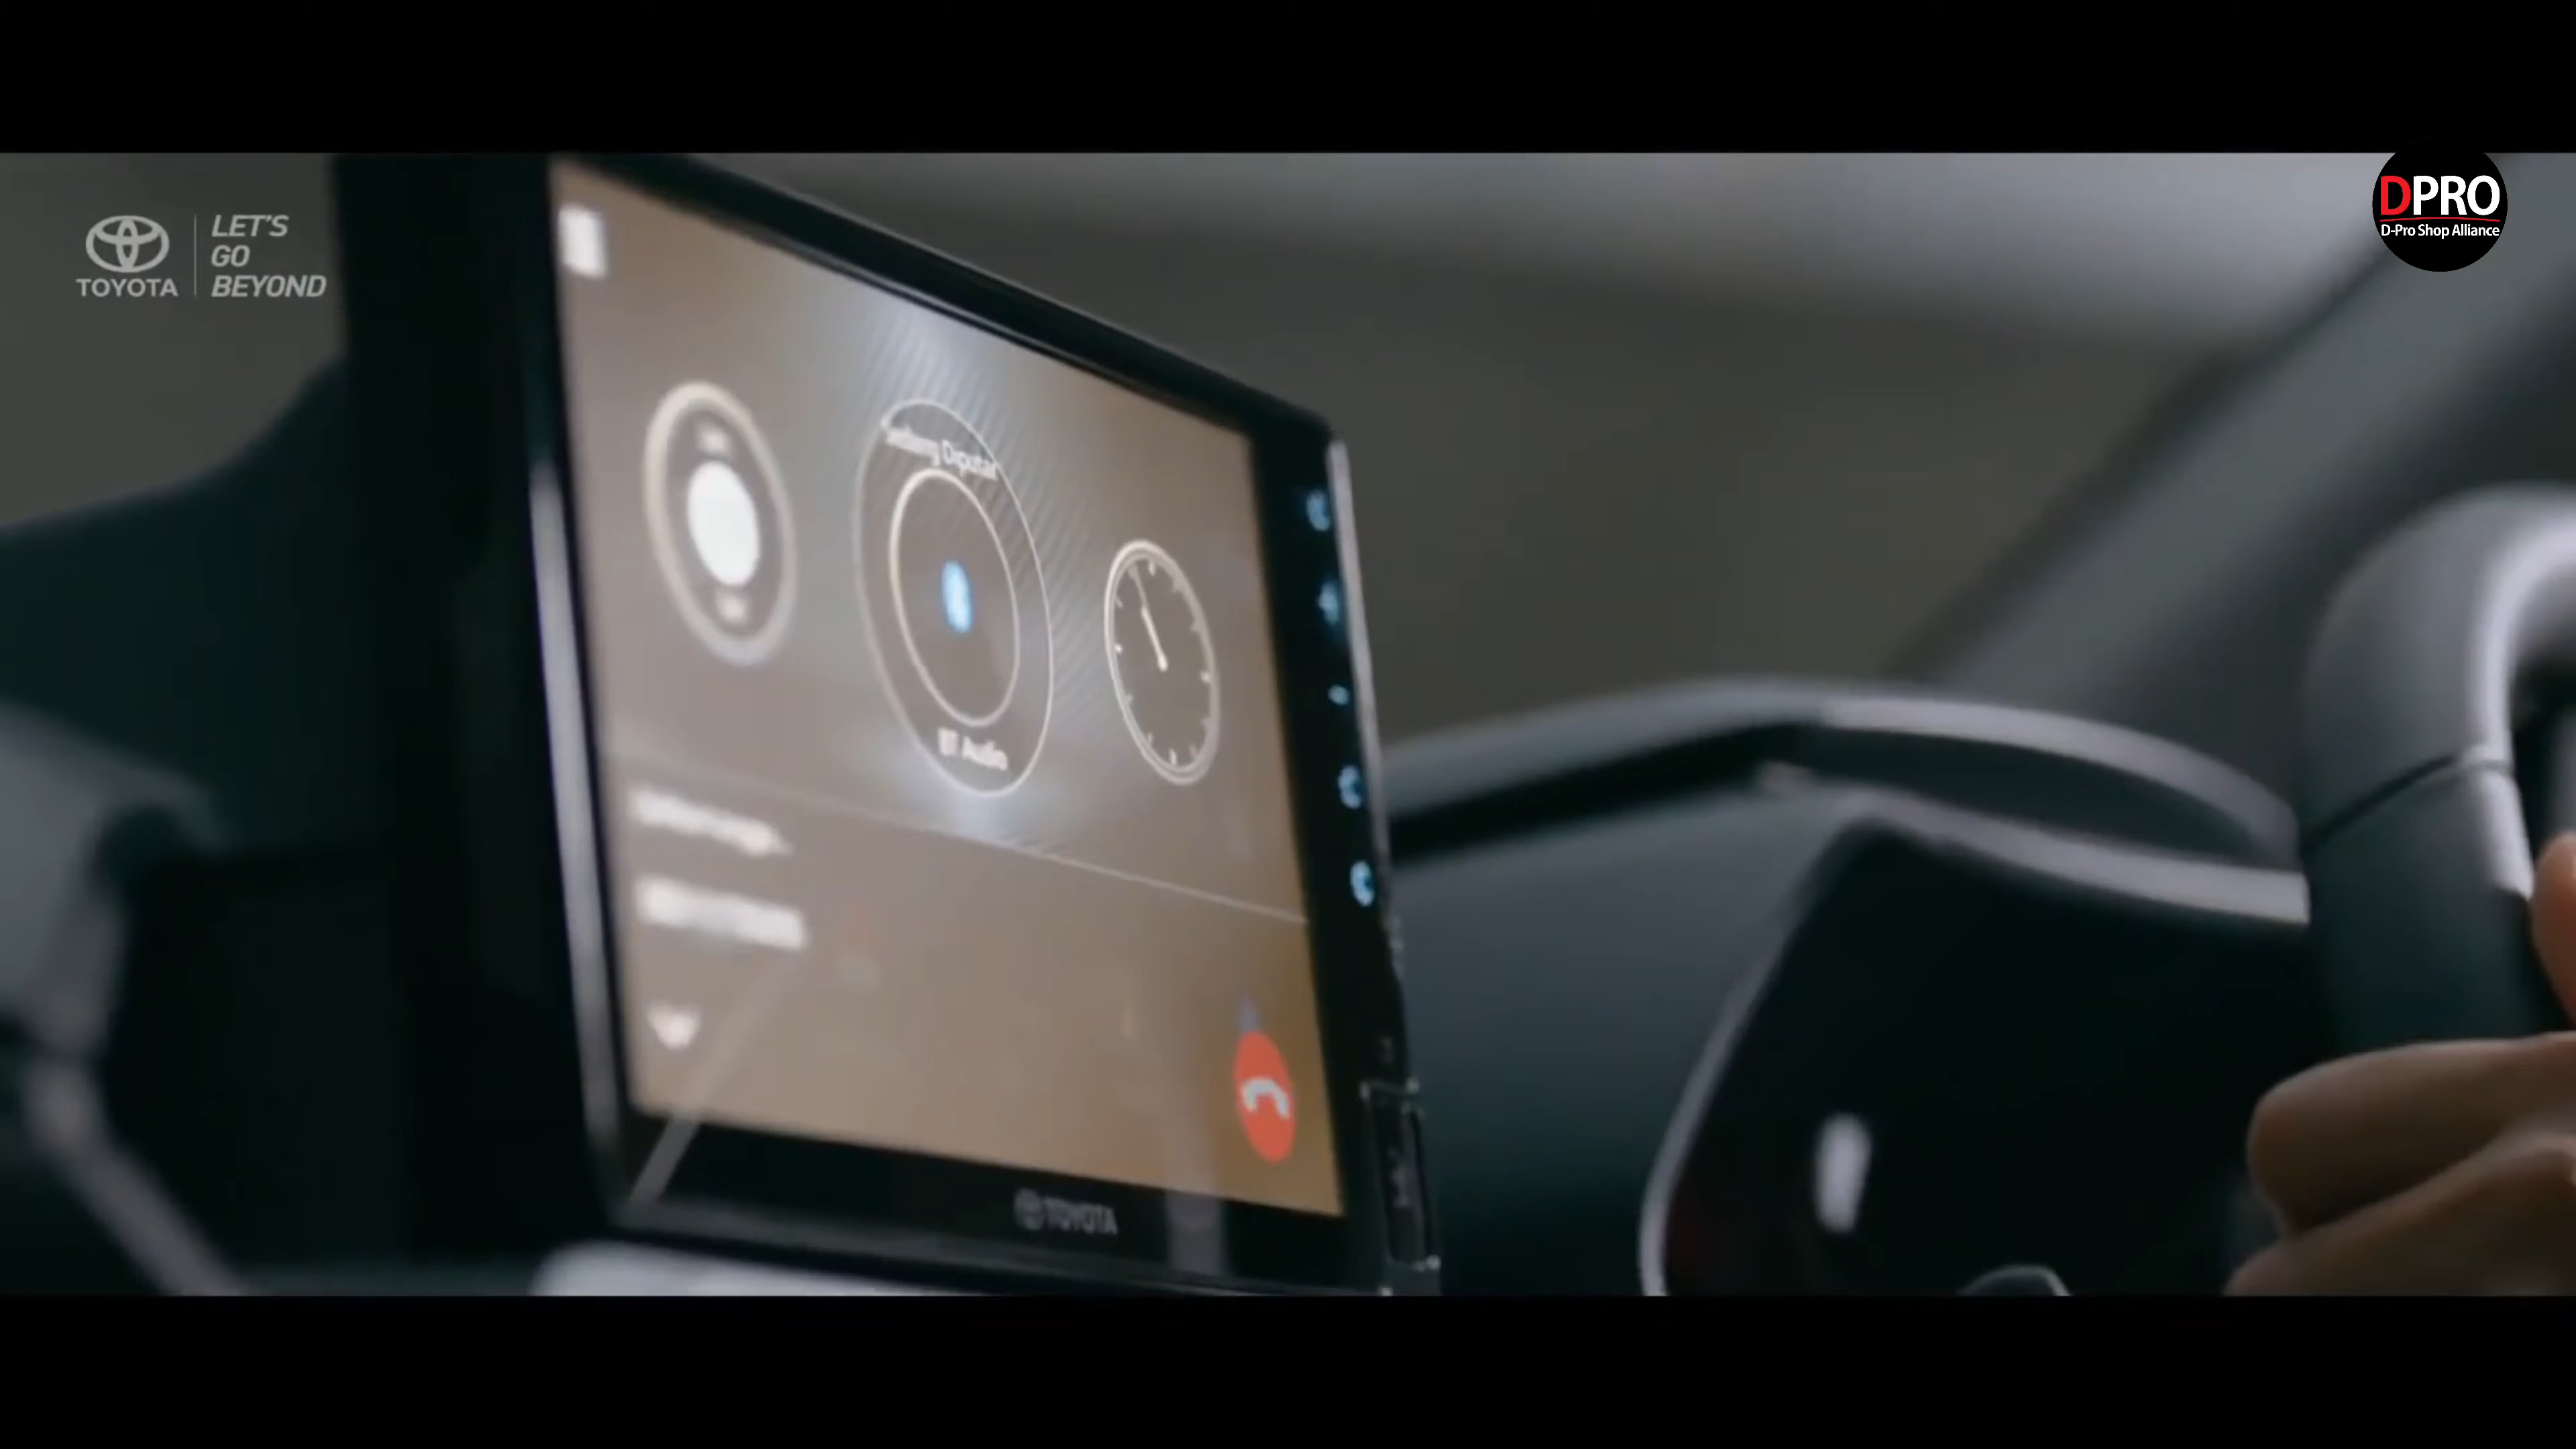 TOYOTA
LET'S
GO
BEYOND
DPRO
D-Pro Shop Alliance
Sedang Diputar
BT Audio
TOYOTA